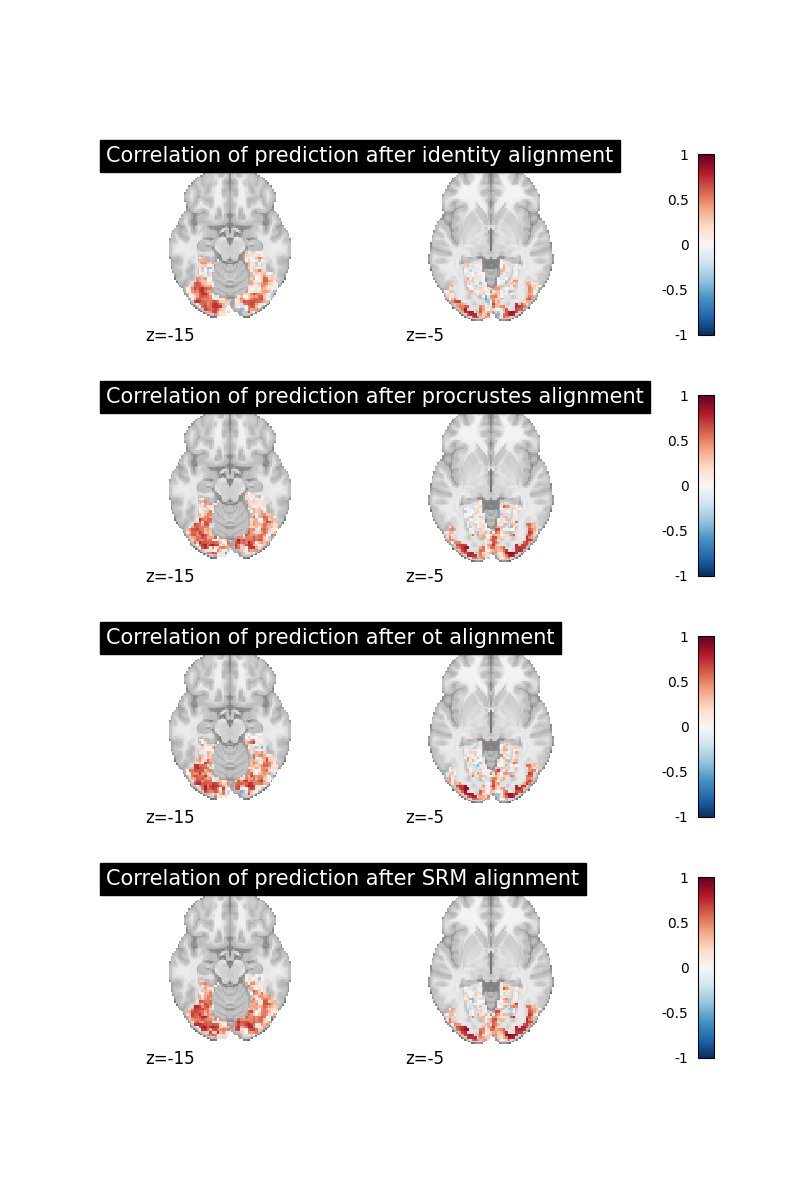 Correlation of prediction after identity alignment
1
0.5
0
-0.5
-1
z=-15
z=-5
Correlation of prediction after procrustes alignment
1
0.5
0
-0.5
-1
z=-15
z=-5
Correlation of prediction after ot alignment
1
0.5
0
-0.5
-1
z=-15
z=-5
Correlation of prediction after SRM alignment
1
0.5
0
-0.5
-1
z=-15
z=-5